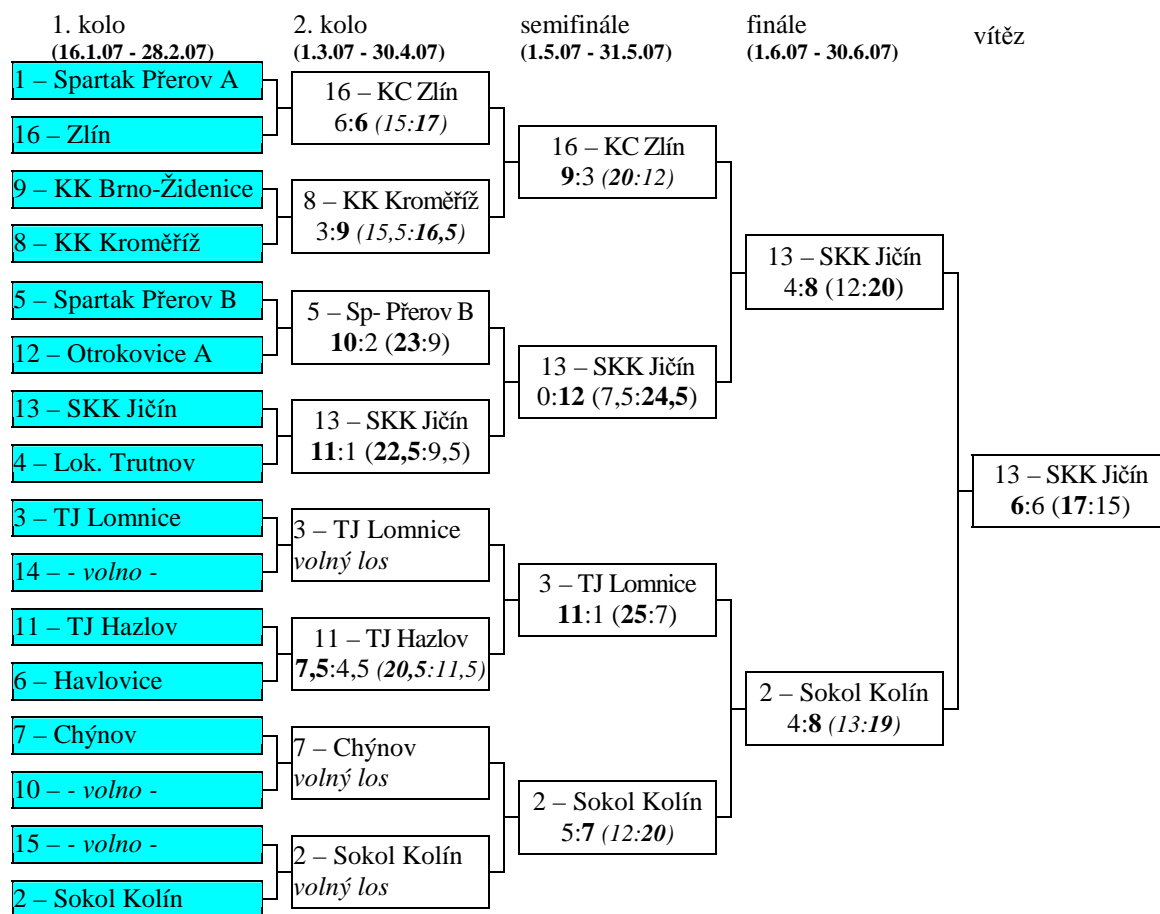 1. kolo
(16.1.07 - 28.2.07)
1 – Spartak Přerov A
16 – Zlín
9 – KK Brno-Židenice
8 – KK Kroměříž
5 – Spartak Přerov B
12 – Otrokovice A
13 – SKK Jičín
4 – Lok. Trutnov
3 – TJ Lomnice
14 – - volno -
11 – TJ Hazlov
6 – Havlovice
7 – Chýnov
10 – - volno -
15 – - volno -
2 – Sokol Kolín
2. kolo
(1.3.07 - 30.4.07)
16 – KC Zlín
6:6 (15:17)
8 – KK Kroměříž
3:9 (15,5:16,5)
5 – Sp- Přerov B
10:2 (23:9)
13 – SKK Jičín
11:1 (22,5:9,5)
3 – TJ Lomnice
volný los
11 – TJ Hazlov
7,5:4,5 (20,5:11,5)
7 – Chýnov
volný los
2 – Sokol Kolín
volný los
semifinále
(1.5.07 - 31.5.07)
16 – KC Zlín
9:3 (20:12)
13 – SKK Jičín
0:12 (7,5:24,5)
3 – TJ Lomnice
11:1 (25:7)
2 – Sokol Kolín
5:7 (12:20)
finále
(1.6.07 - 30.6.07)
13 – SKK Jičín
4:8 (12:20)
2 – Sokol Kolín
4:8 (13:19)
vítěz
13 – SKK Jičín
6:6 (17:15)